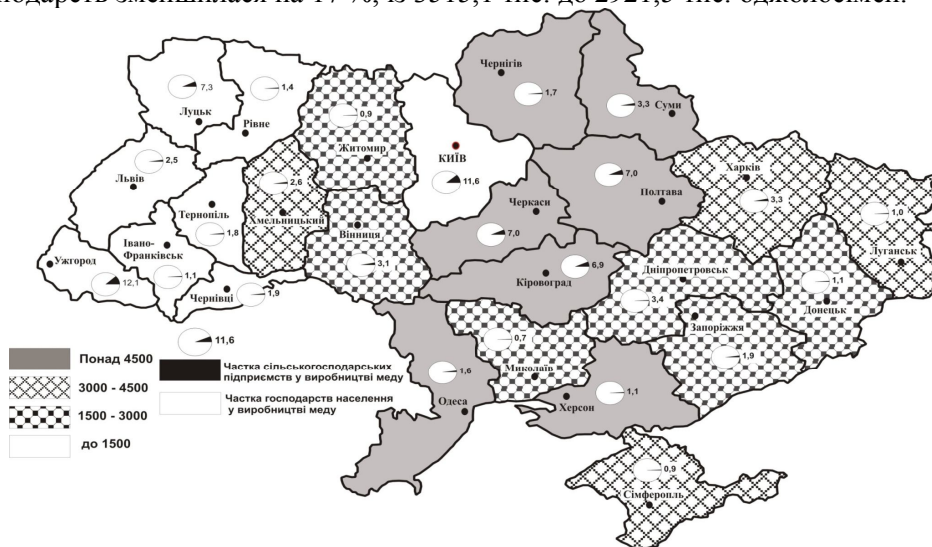 подарств зменшилася на 17 %, із 3513,1 тис. до 2921,5 тис. бджолосімей.
Чернігів
1,7
3,3
Суми
7,3
Луцьк
1,4
Рівне
0,9
Житомир
КИЇВ
11,6
7,0
Полтава
Харків
3,3
2,5
Львів
Тернопіль
1,8
2,6
Хмельницький
Черкаси
7,0
1,0
Луганськ
Вінниця
3,1
Івано-
Франківськ
1,1
Ужгород
12,1
Чернівці
1,9
6,9
Кіровоград
Дніпропетровськ
3,4
1,1
Донецьк
Запоріжжя
1,9
0,7
Миколаїв
1,6
Одеса
1,1
Херсон
0,9
Сімферопль
11,6
Понад 4500
3000 - 4500
1500 - 3000
до 1500
Частка сільськогосподарських
підприємств у виробництві меду
Частка господарств населення
у виробництві меду